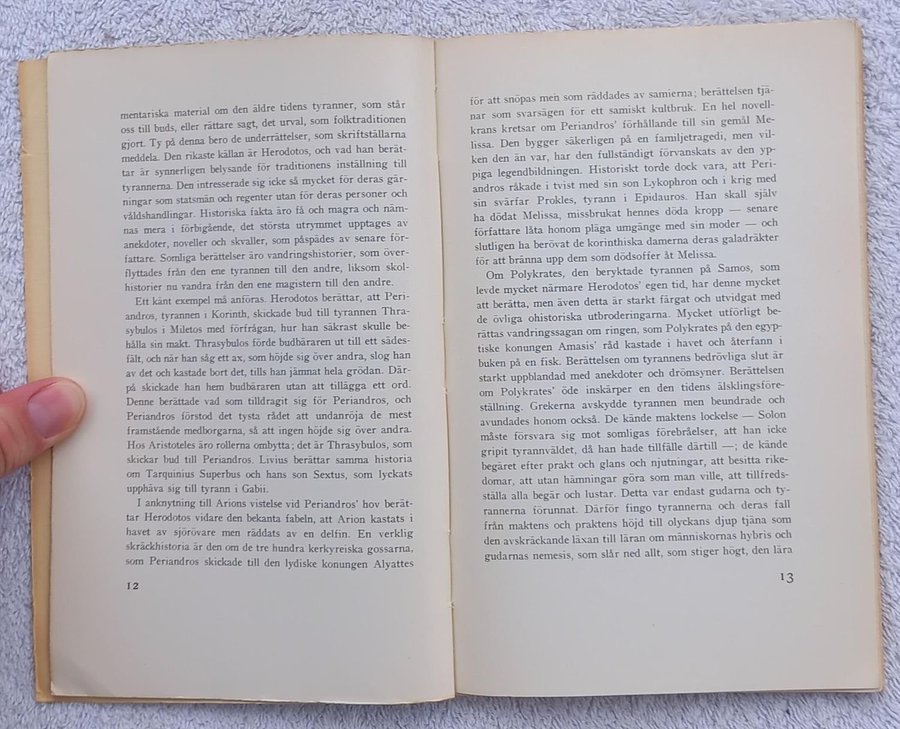 mentariska material om den äldre tidens tyranner, som står
oss till buds, eller rättare sagt, det urval, som folktraditionen
gjort. Ty på denna bero de underrättelser, som skriftställarna
meddela. Den rikaste källan är Herodotos, och vad han berät-
tar är synnerligen belysande för traditionens inställning till
tyrannerna. Den intresserade sig icke så mycket för deras gär-
ningar som statsmän och regenter utan för deras personer och
våldshandlingar. Historiska fakta äro få och magra och näm-
nas mera i förbigående, det största utrymmet upptages av
anekdoter, noveller och skvaller, som påspädes av senare för-
fattare. Somliga berättelser äro vandringshistorier, som över-
flyttades från den ene tyrannen till den andre, liksom skol-
historier nu vandra från den ene magistern till den andre.
Ett känt exempel må anföras. Herodotos berättar, att Peri-
andros, tyrannen i Korinth, skickade bud till tyrannen Thra-
sybulos i Miletos med förfrågan, hur han säkrast skulle be-
hålla sin makt. Thrasybulos förde budbäraren ut till ett sädes-
fält, och när han såg ett ax, som höjde sig över andra, slog han
av det och kastade bort det, tills han jämnat hela grödan. Där-
på skickade han hem budbäraren utan att tillägga ett ord.
Denne berättade vad som tilldragit sig för Periandros, och
Periandros förstod det tysta rådet att undanröja de mest
framstående medborgarna, så att ingen höjde sig över andra.
Hos Aristoteles äro rollerna ombytta; det är Thrasybulos, som
skickar bud till Periandros. Livius berättar samma historia
om Tarquinius Superbus och hans son Sextus, som lyckats
upphäva sig till tyrann i Gabii.
I anknytning till Arions vistelse vid Periandros' hov berät-
tar Herodotos vidare den bekanta fabeln, att Arion kastats i
havet av sjörövare men räddats av en delfin. En verklig
skräckhistoria är den om de tre hundra kerkyreiska gossarna,
som Periandros skickade till den lydiske konungen Alyattes
12
för att snöpas men som räddades av samierna; berättelsen tjä-
nar som svarsägen för ett samiskt kultbruk. En hel novell-
krans kretsar om Periandros' förhållande till sin gemål Me-
lissa. Den bygger säkerligen på en familjetragedi, men vil-
ken den än var, har den fullständigt förvanskats av den yp-
piga legendbildningen. Historiskt torde dock vara, att Peri-
andros råkade i tvist med sin son Lykophron och i krig med
sin svärfar Prokles, tyrann i Epidauros. Han skall själv
ha dödat Melissa, missbrukat hennes döda kropp — senare
författare låta honom pläga umgänge med sin moder — och
slutligen ha berövat de korinthiska damerna deras galadräkter
för att bränna upp dem som dödsoffer åt Melissa.
Om Polykrates, den beryktade tyrannen på Samos, som
levde mycket närmare Herodotos' egen tid, har denne mycket
att berätta, men även detta är starkt färgat och utvidgat med
de övliga ohistoriska utbroderingarna. Mycket utförligt be-
rättas vandringssagan om ringen, som Polykrates på den egyp-
tiske konungen Amasis' råd kastade i havet och återfann i
buken på en fisk. Berättelsen om tyrannens bedrövliga slut är
starkt uppblandad med anekdoter och drömsyner. Berättelsen
om Polykrates' öde inskärper en den tidens älsklingsföre-
ställning. Grekerna avskydde tyrannen men beundrade och
avundades honom också. De kände maktens lockelse — Solon
måste försvara sig mot somligas förebråelser, att han icke
gripit tyrannväldet, då han hade tillfälle därtill —; de kände
begäret efter prakt och glans och njutningar, att besitta rike-
domar, att utan hämningar göra som man ville, att tillfreds-
ställa alla begär och lustar. Detta var endast gudarna och ty-
rannerna förunnat. Därför fingo tyrannerna och deras fall
från maktens och praktens höjd till olyckans djup tjäna som
den avskräckande läxan till läran om människornas hybris och
gudarnas nemesis, som slår ned allt, som stiger högt, den lära
13